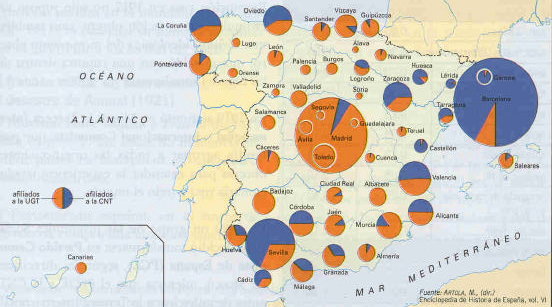 Oviedo
Vizcaya
Guipúzcoa
La Coruña
Santander
Lugo
León
Alava
Navarra
Pontevedra
Orense
Palencia
Burgos
Logroño
Huesca
Lérida
Gerona
OCÉANO
Zamora
Valladolid
Soria
Zaragoza
Barcelona
ATLÁNTICO
Segovia
Tarragona
Salamanca
Avila
Madrid
Guadalajara
Teruel
Castellón
Toledo
Cuenca
Cáceres
Baleares
afiliados
a la UGT
afiliados
a la CNT
Valencia
Badajoz
Ciudad Real
Albacete
Córdoba
Jaén
Murcia
Alicante
Huelva
Sevilla
Canarias
Cádiz
Málaga
Granada
Almería
MAR MEDITERRÁNEO
Fuente: ARTOLA, M., (dir.)
Enciclopedia de Historia de España, vol. VI